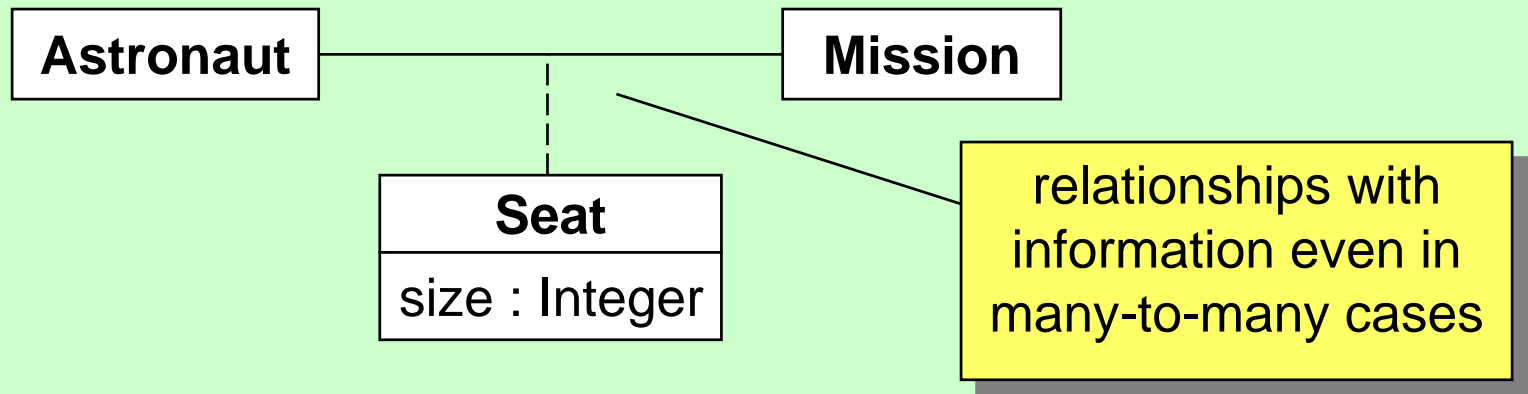 Astronaut
Mission
Seat
size : Integer
relationships with
information even in
many-to-many cases